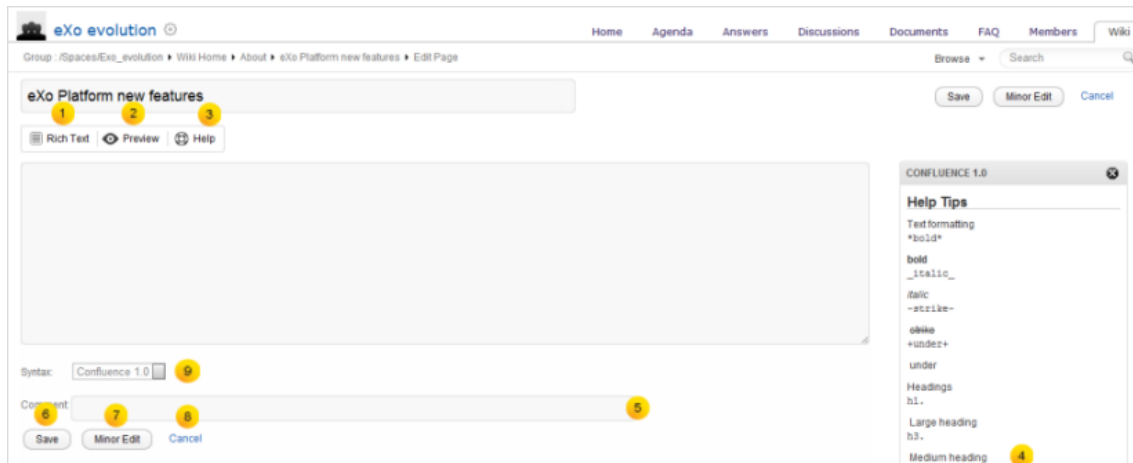 eXo evolution
Home Agenda Answers Discussions Documents FAQ Members Wiki
Group : /Spaces/Exo_evolution ▸ Wiki Home ▸ About ▸ eXo Platform new features ▸ Edit Page
Browse Search
eXo Platform new features
Save Minor Edit Cancel
1 2 3
Rich Text Preview Help
CONFLUENCE 1.0
Help Tips
Text formatting
*bold*
bold
_italic_
italic
-strike-
strike
+under+
under
Headings
h1.
Large heading
h3.
Medium heading
4
Syntax: Confluence 1.0 9
Comment: 5
6 7 8
Save Minor Edit Cancel